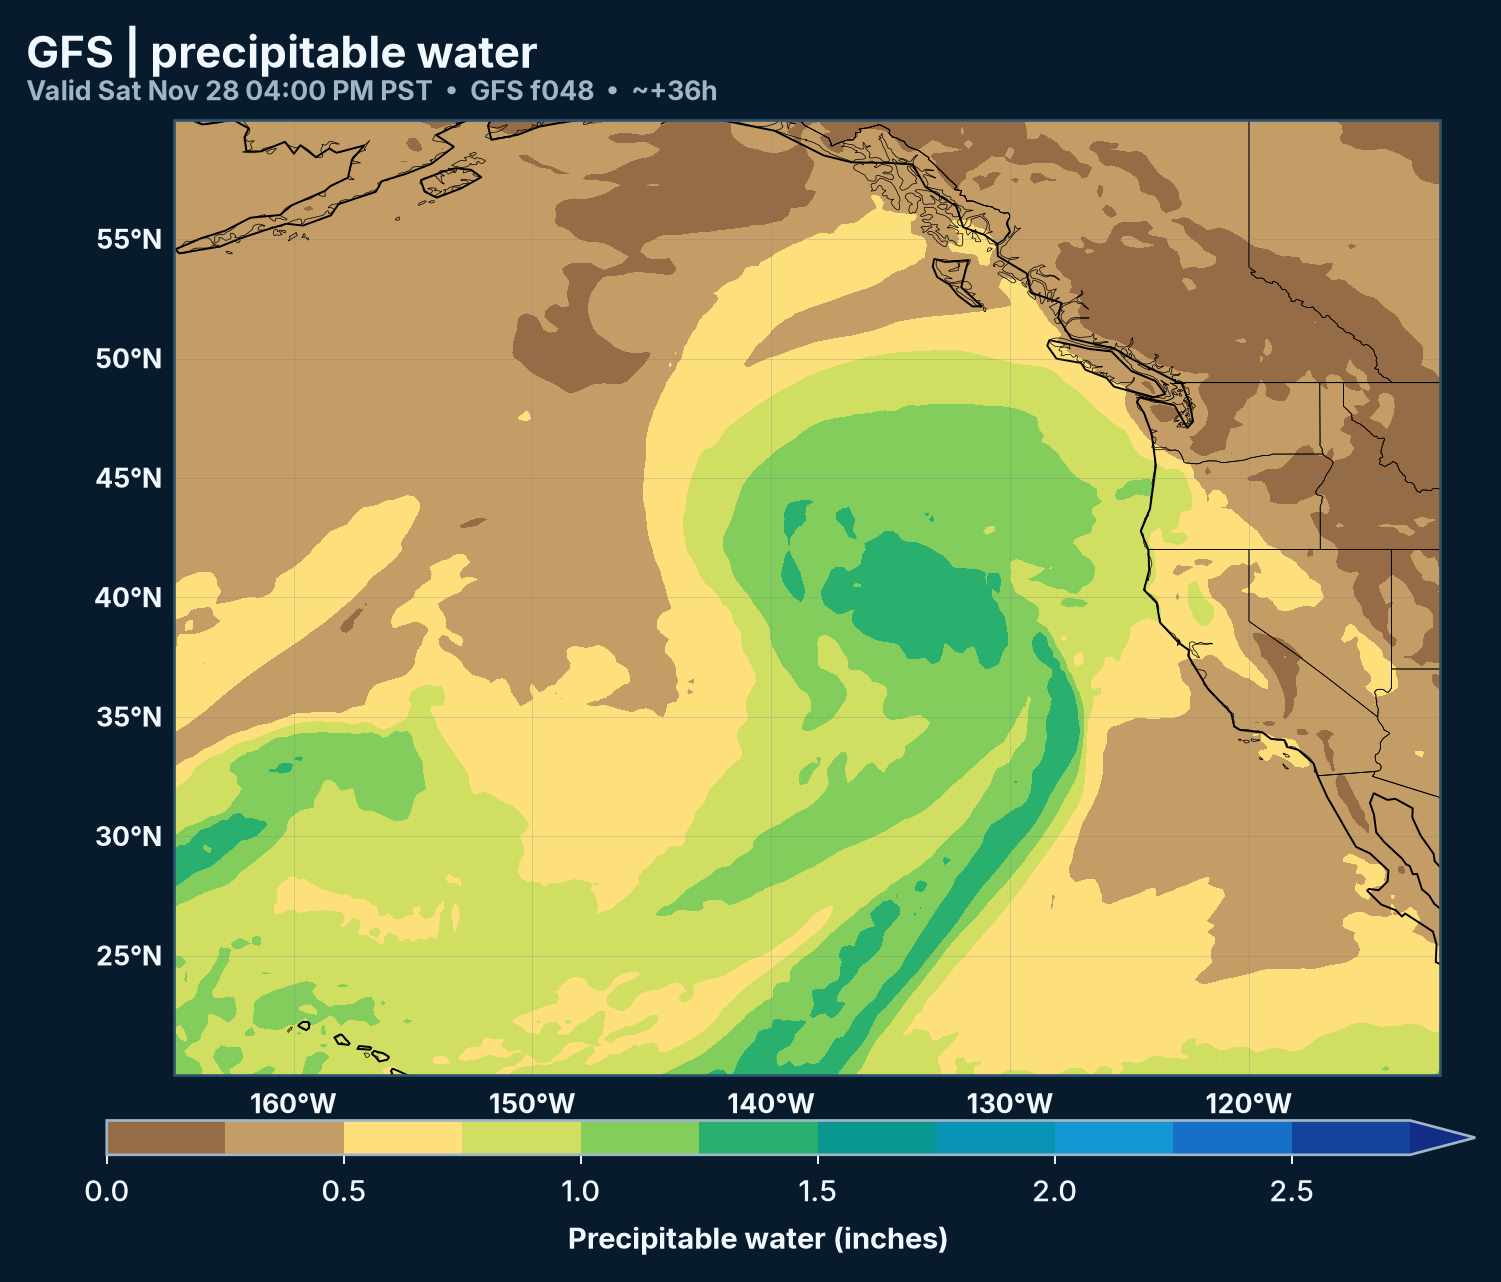 GFS | precipitable water
Valid Sat Nov 28 04:00 PM PST • GFS f048 • ~+36h
55°N
50°N
45°N
40°N
35°N
30°N
25°N
160°W 150°W 140°W 130°W 120°W
0.0 0.5 1.0 1.5 2.0 2.5
Precipitable water (inches)